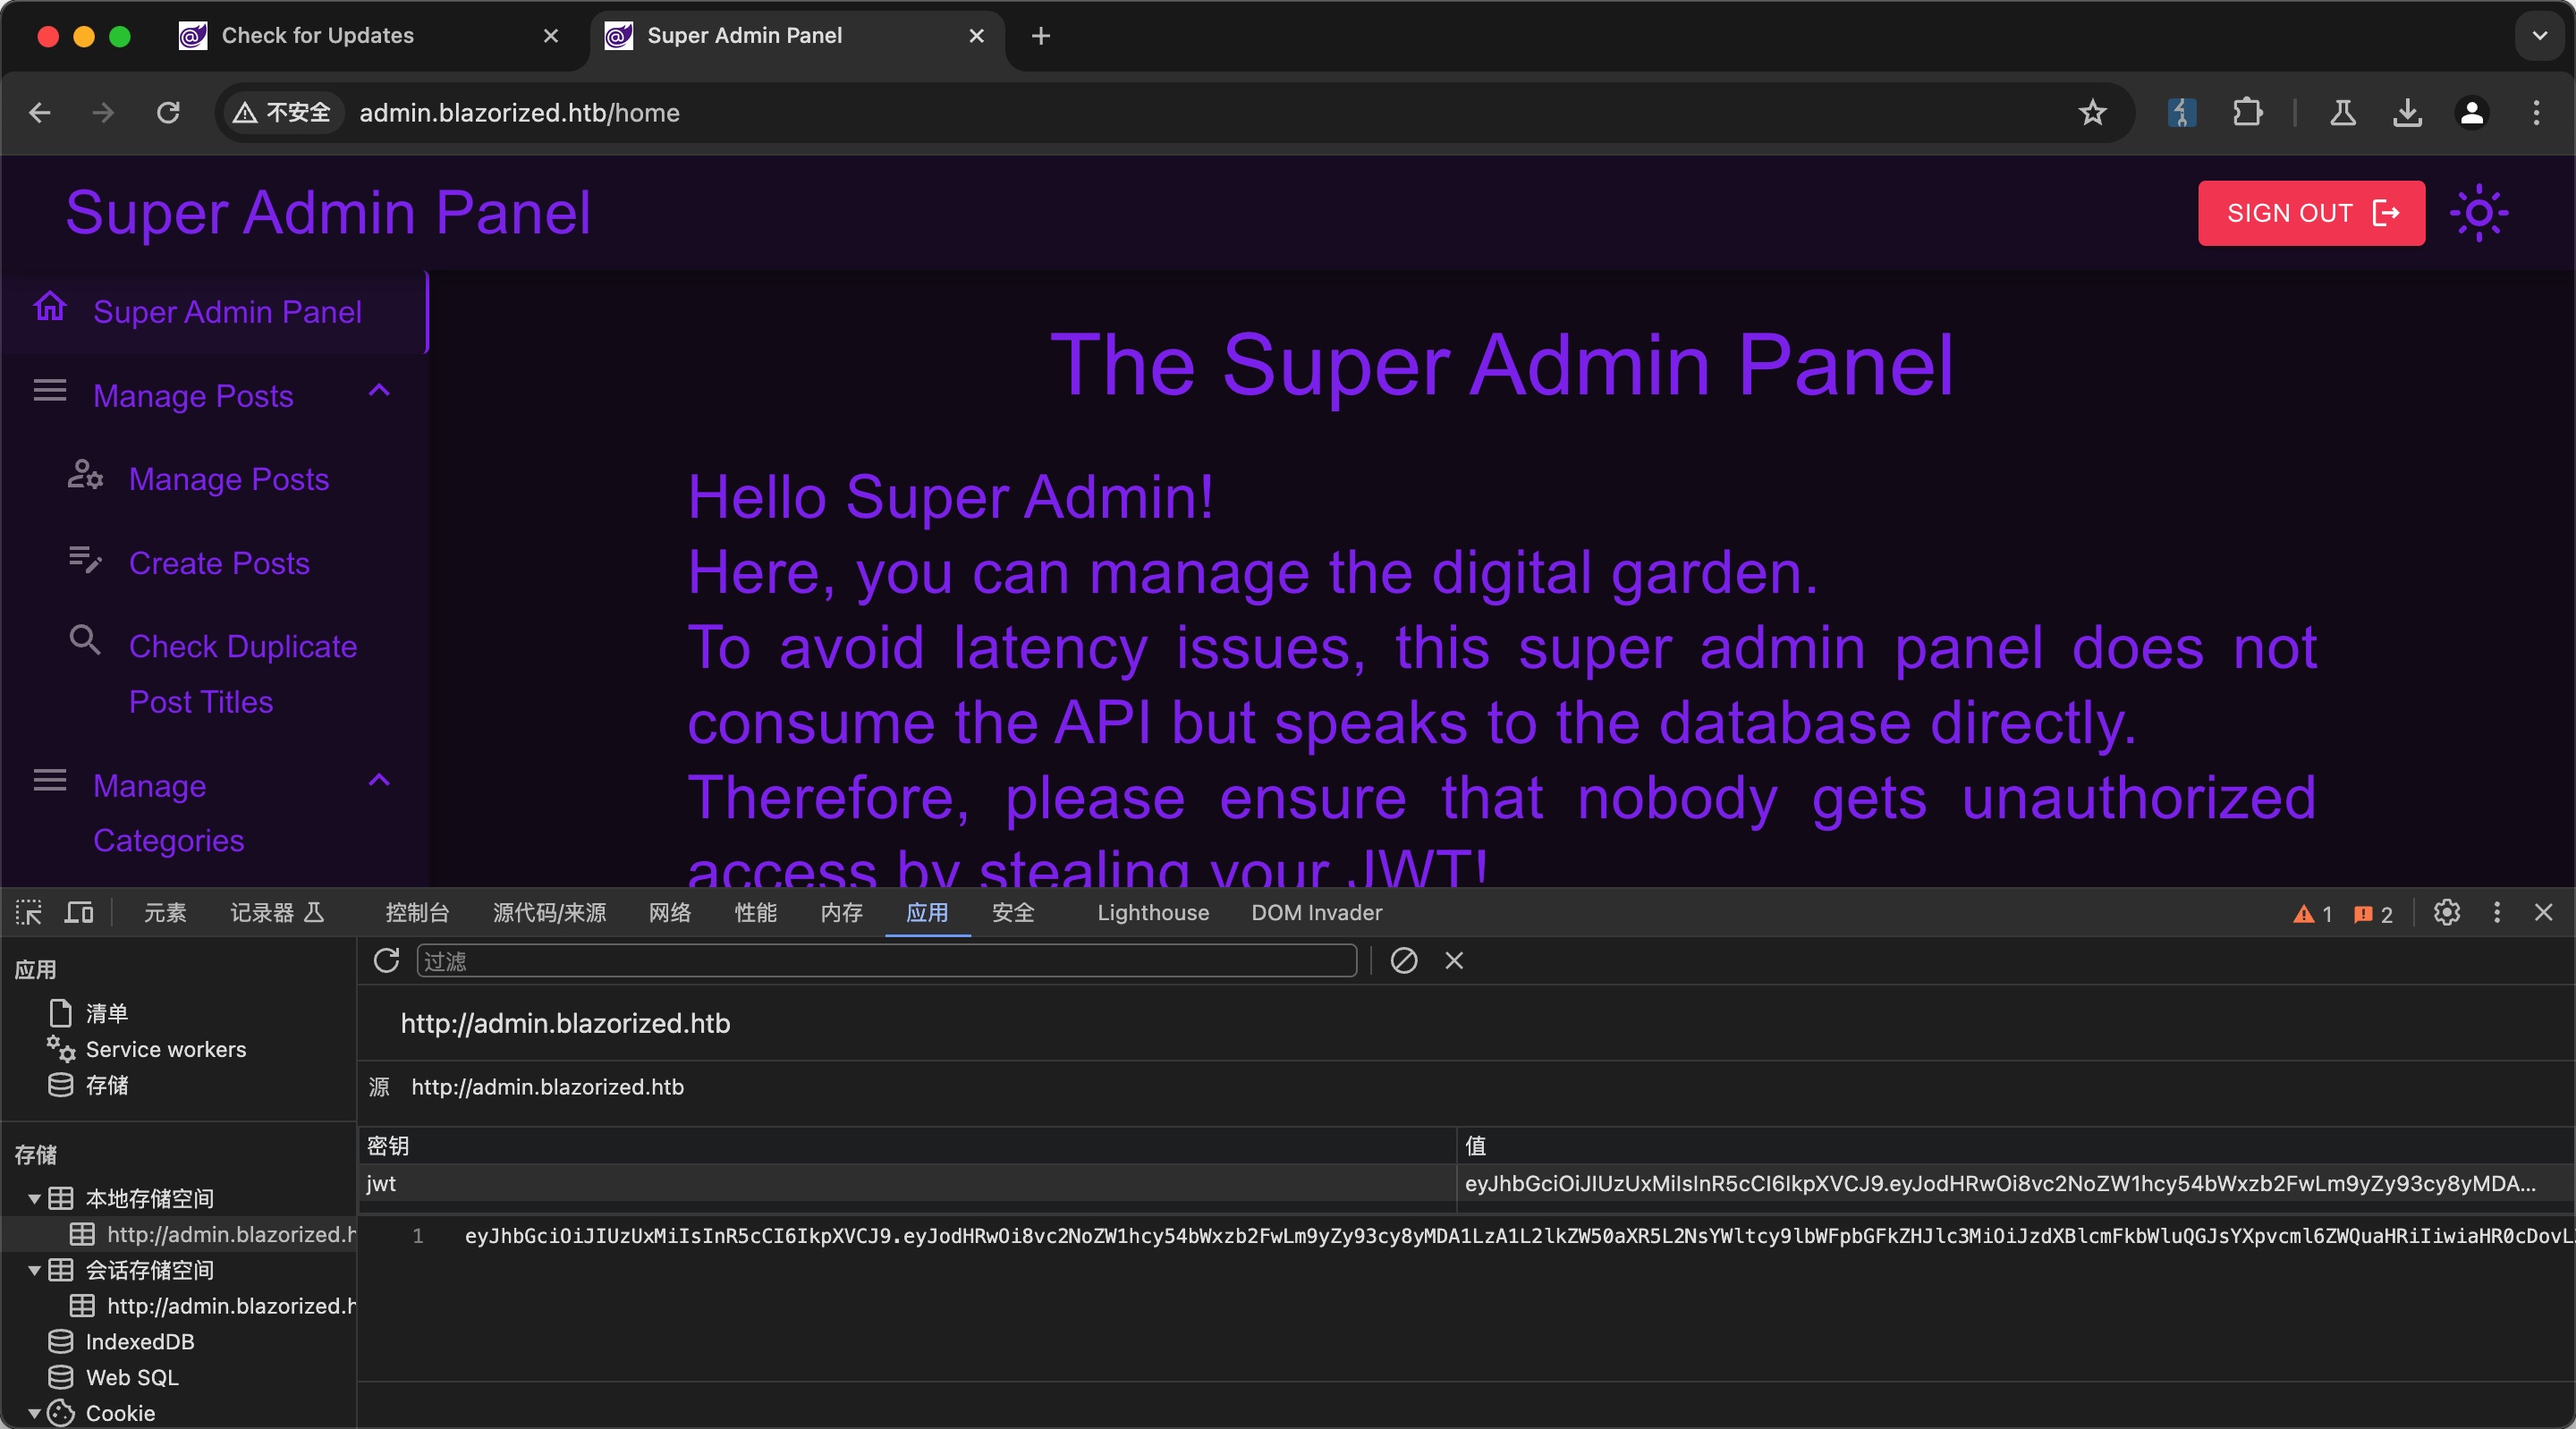 Check for Updates
Super Admin Panel
不安全
admin.blazorized.htb/home
Super Admin Panel
SIGN OUT
Super Admin Panel
Manage Posts
Manage Posts
Create Posts
Check Duplicate
Post Titles
Manage
Categories
The Super Admin Panel
Hello Super Admin!
Here, you can manage the digital garden.
To avoid latency issues, this super admin panel does not
consume the API but speaks to the database directly.
Therefore, please ensure that nobody gets unauthorized
access by stealing your JWT!
元素
记录器
控制台
源代码/来源
网络
性能
内存
应用
安全
Lighthouse
DOM Invader
1
2
应用
清单
Service workers
存储
存储
本地存储空间
http://admin.blazorized.h
会话存储空间
http://admin.blazorized.h
IndexedDB
Web SQL
Cookie
过滤
http://admin.blazorized.htb
源 http://admin.blazorized.htb
密钥 值
jwt eyJhbGciOiJIUzUxMiIsInR5cCI6IkpXVCJ9.eyJodHRwOi8vc2NoZW1hcy54bWxzb2FwLm9yZy93cy8yMDA...
1 eyJhbGciOiJIUzUxMiIsInR5cCI6IkpXVCJ9.eyJodHRwOi8vc2NoZW1hcy54bWxzb2FwLm9yZy93cy8yMDA1LzA1L2lkZW50aXR5L2NsYWltcy9lbWFpbGFkZHJlc3MiOiJzdXBlcmFkbWluQGJsYXpvcml6ZWQuaHRiIiwiaHR0cDovL